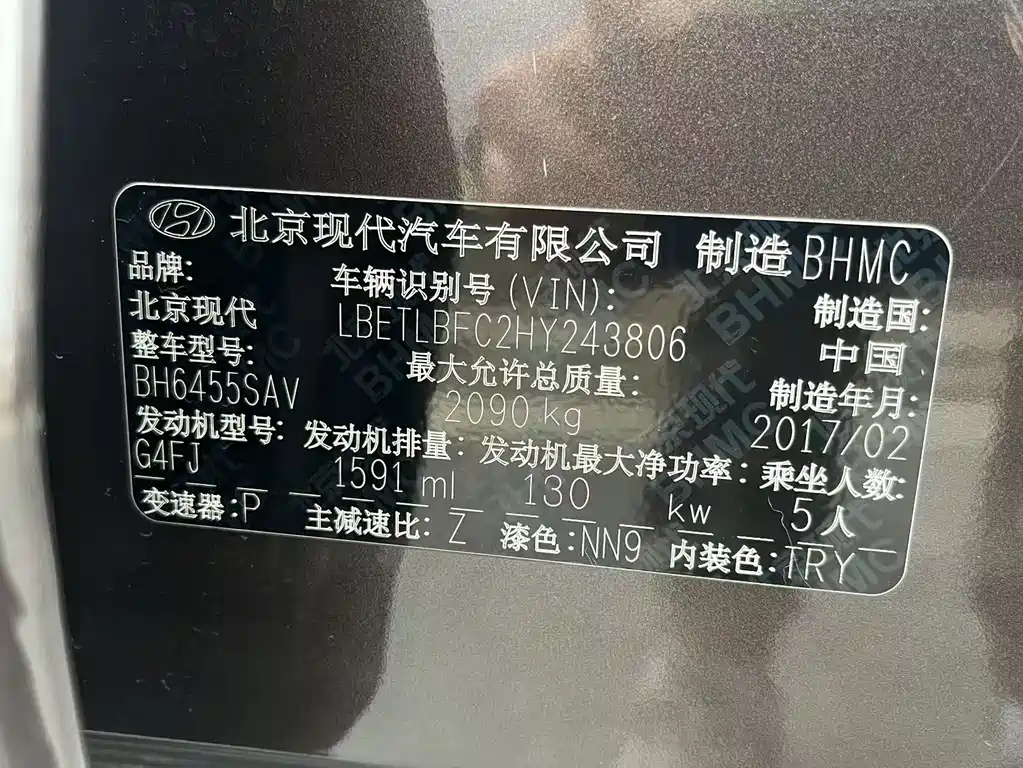 北京现代汽车有限公司 制造 BHMC
品牌: 车辆识别号 (VIN): 制造国:
北京现代 LBETLBFC2HY243806 中国
整车型号: 最大允许总质量: 制造年月:
BH6455SAV 2090 kg 2017/02
发动机型号: 发动机排量: 发动机最大净功率: 乘坐人数:
G4FJ 1591 ml 130 kw 5 人
变速器:P 主减速比: Z 漆色:NN9 内装色:TRY